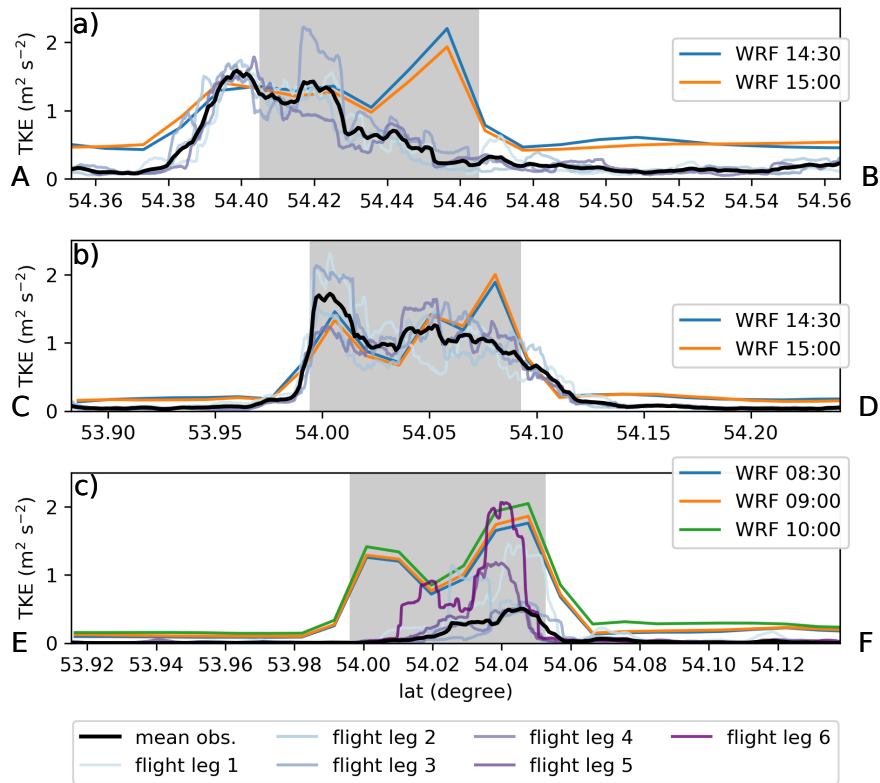 a)
TKE (m² s⁻²)
2
1
0
WRF 14:30
WRF 15:00
A
B
54.36 54.38 54.40 54.42 54.44 54.46 54.48 54.50 54.52 54.54 54.56
b)
TKE (m² s⁻²)
2
1
0
WRF 14:30
WRF 15:00
C
D
53.90 53.95 54.00 54.05 54.10 54.15 54.20
c)
TKE (m² s⁻²)
2
1
0
WRF 08:30
WRF 09:00
WRF 10:00
E
F
53.92 53.94 53.96 53.98 54.00 54.02 54.04 54.06 54.08 54.10 54.12
lat (degree)
mean obs. flight leg 2 flight leg 4 flight leg 6
flight leg 1 flight leg 3 flight leg 5